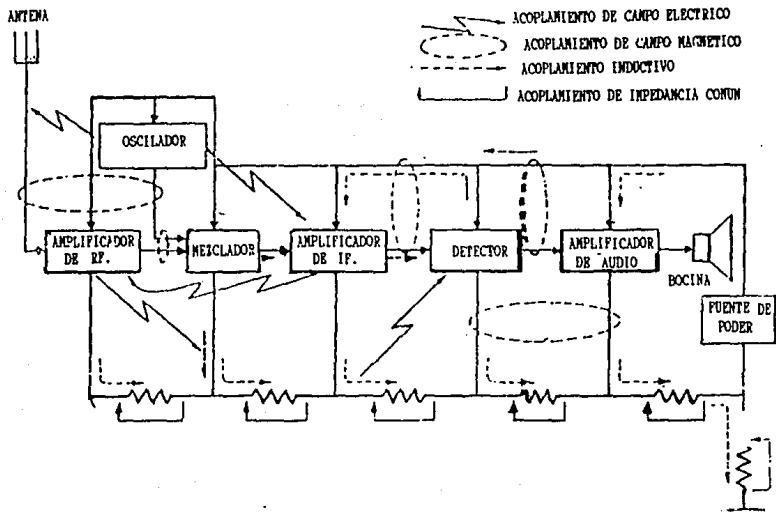 ANTENA
ACOPLAMIENTO DE CAMPO ELECTRICO
ACOPLAMIENTO DE CAMPO MAGNETICO
ACOPLAMIENTO INDUCTIVO
ACOPLAMIENTO DE IMPEDANCIA COMUN
OSCILADOR
AMPLIFICADOR
DE RF.
MEZCLADOR
AMPLIFICADOR
DE IF.
DETECTOR
AMPLIFICADOR
DE AUDIO
BOCINA
FUENTE DE
PODER